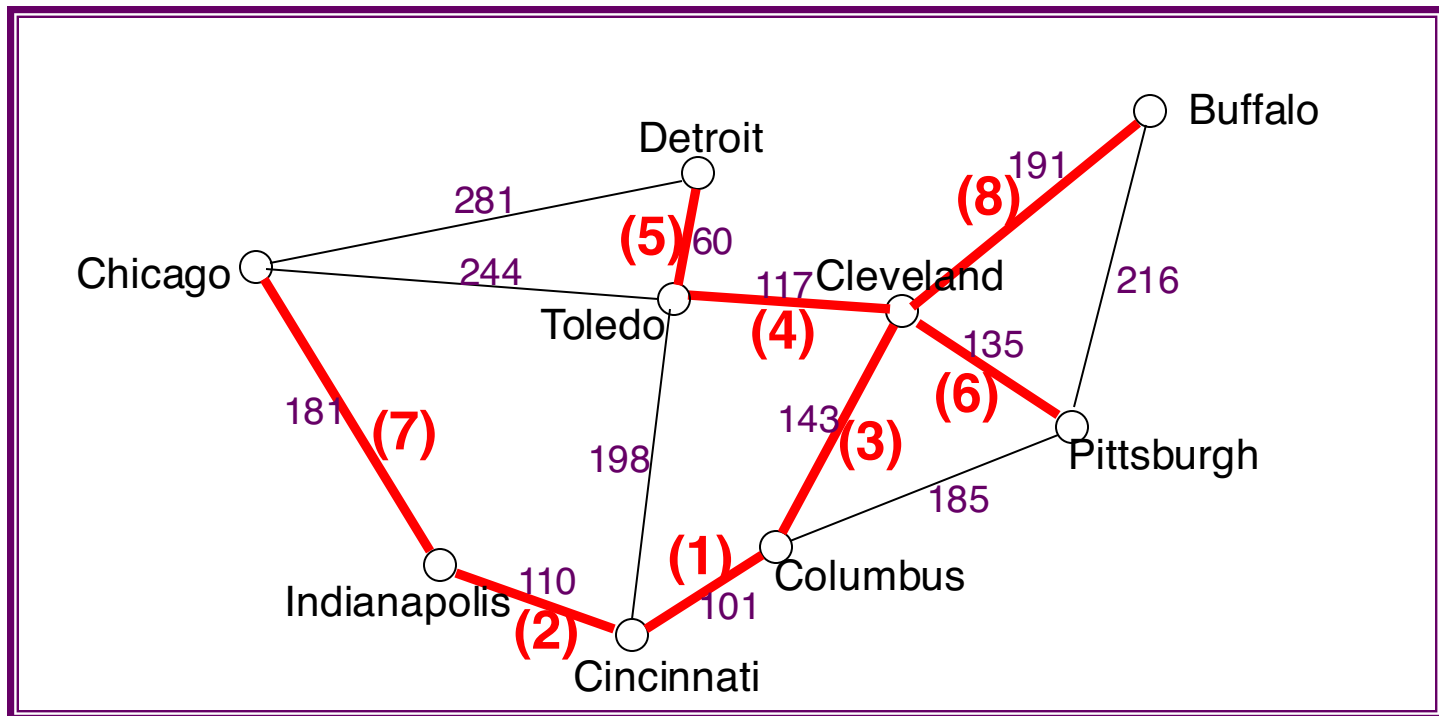 Buffalo
Detroit
191
(8)
281
(5)
60
Chicago
244
117
Cleveland
216
Toledo
(4)
135
(6)
181
(7)
143
(3)
198
Pittsburgh
185
(1)
110
Columbus
Indianapolis
101
(2)
Cincinnati